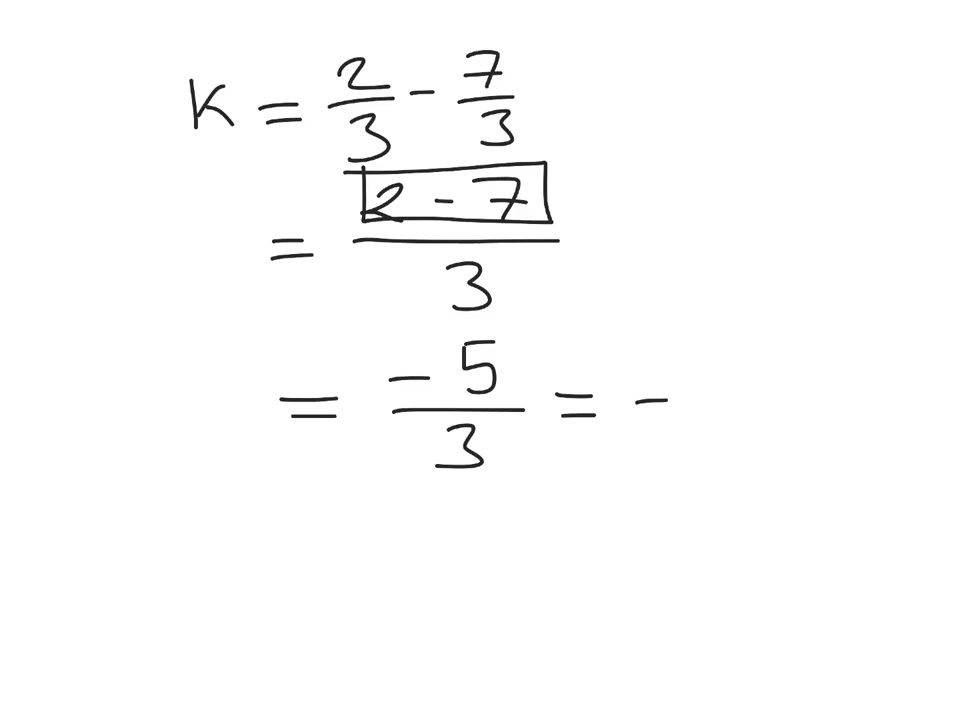 K = 2/3 - 7/3
= (2 - 7)/3
= -5/3 = -